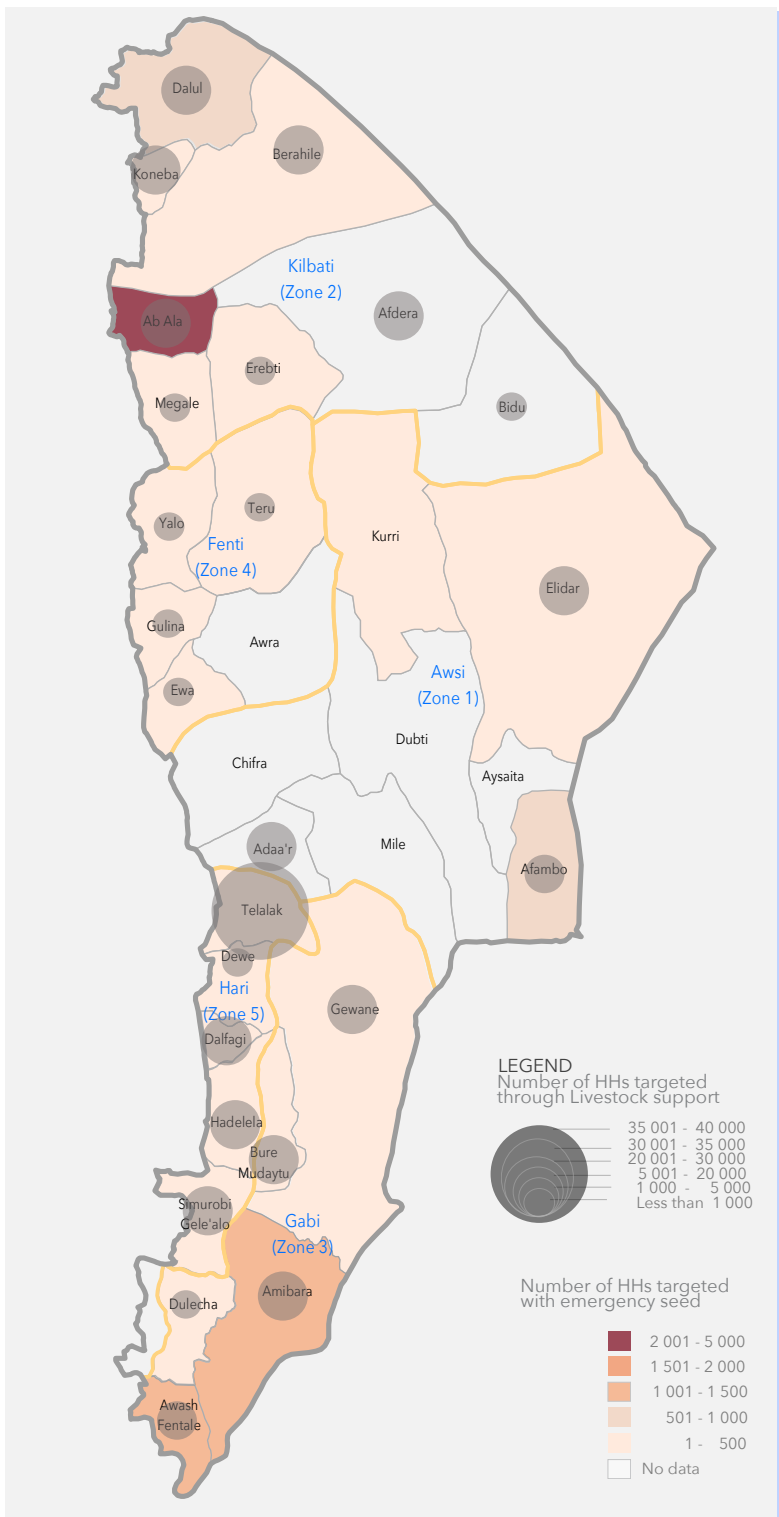 Dalul
Berahile
Koneba
Kilbati
(Zone 2)
Afdera
Ab Ala
Erebti
Megale
Bidu
Teru
Yalo
Kurri
Fenti
(Zone 4)
Elidar
Gulina
Awra
Awsi
(Zone 1)
Ewa
Dubti
Chifra
Aysaita
Adaa'r
Mile
Afambo
Telalak
Dewe
Hari
(Zone 5)
Gewane
Dalfagi
Hadelela
Bure
Mudaytu
Simurobi
Gele'alo
Gabi
(Zone 3)
Amibara
Dulecha
Awash
Fentale
LEGEND
Number of HHs targeted
through Livestock support
35 001 - 40 000
30 001 - 35 000
20 001 - 30 000
5 001 - 20 000
1 000 - 5 000
Less than 1 000
Number of HHs targeted
with emergency seed
2 001 - 5 000
1 501 - 2 000
1 001 - 1 500
501 - 1 000
1 - 500
No data